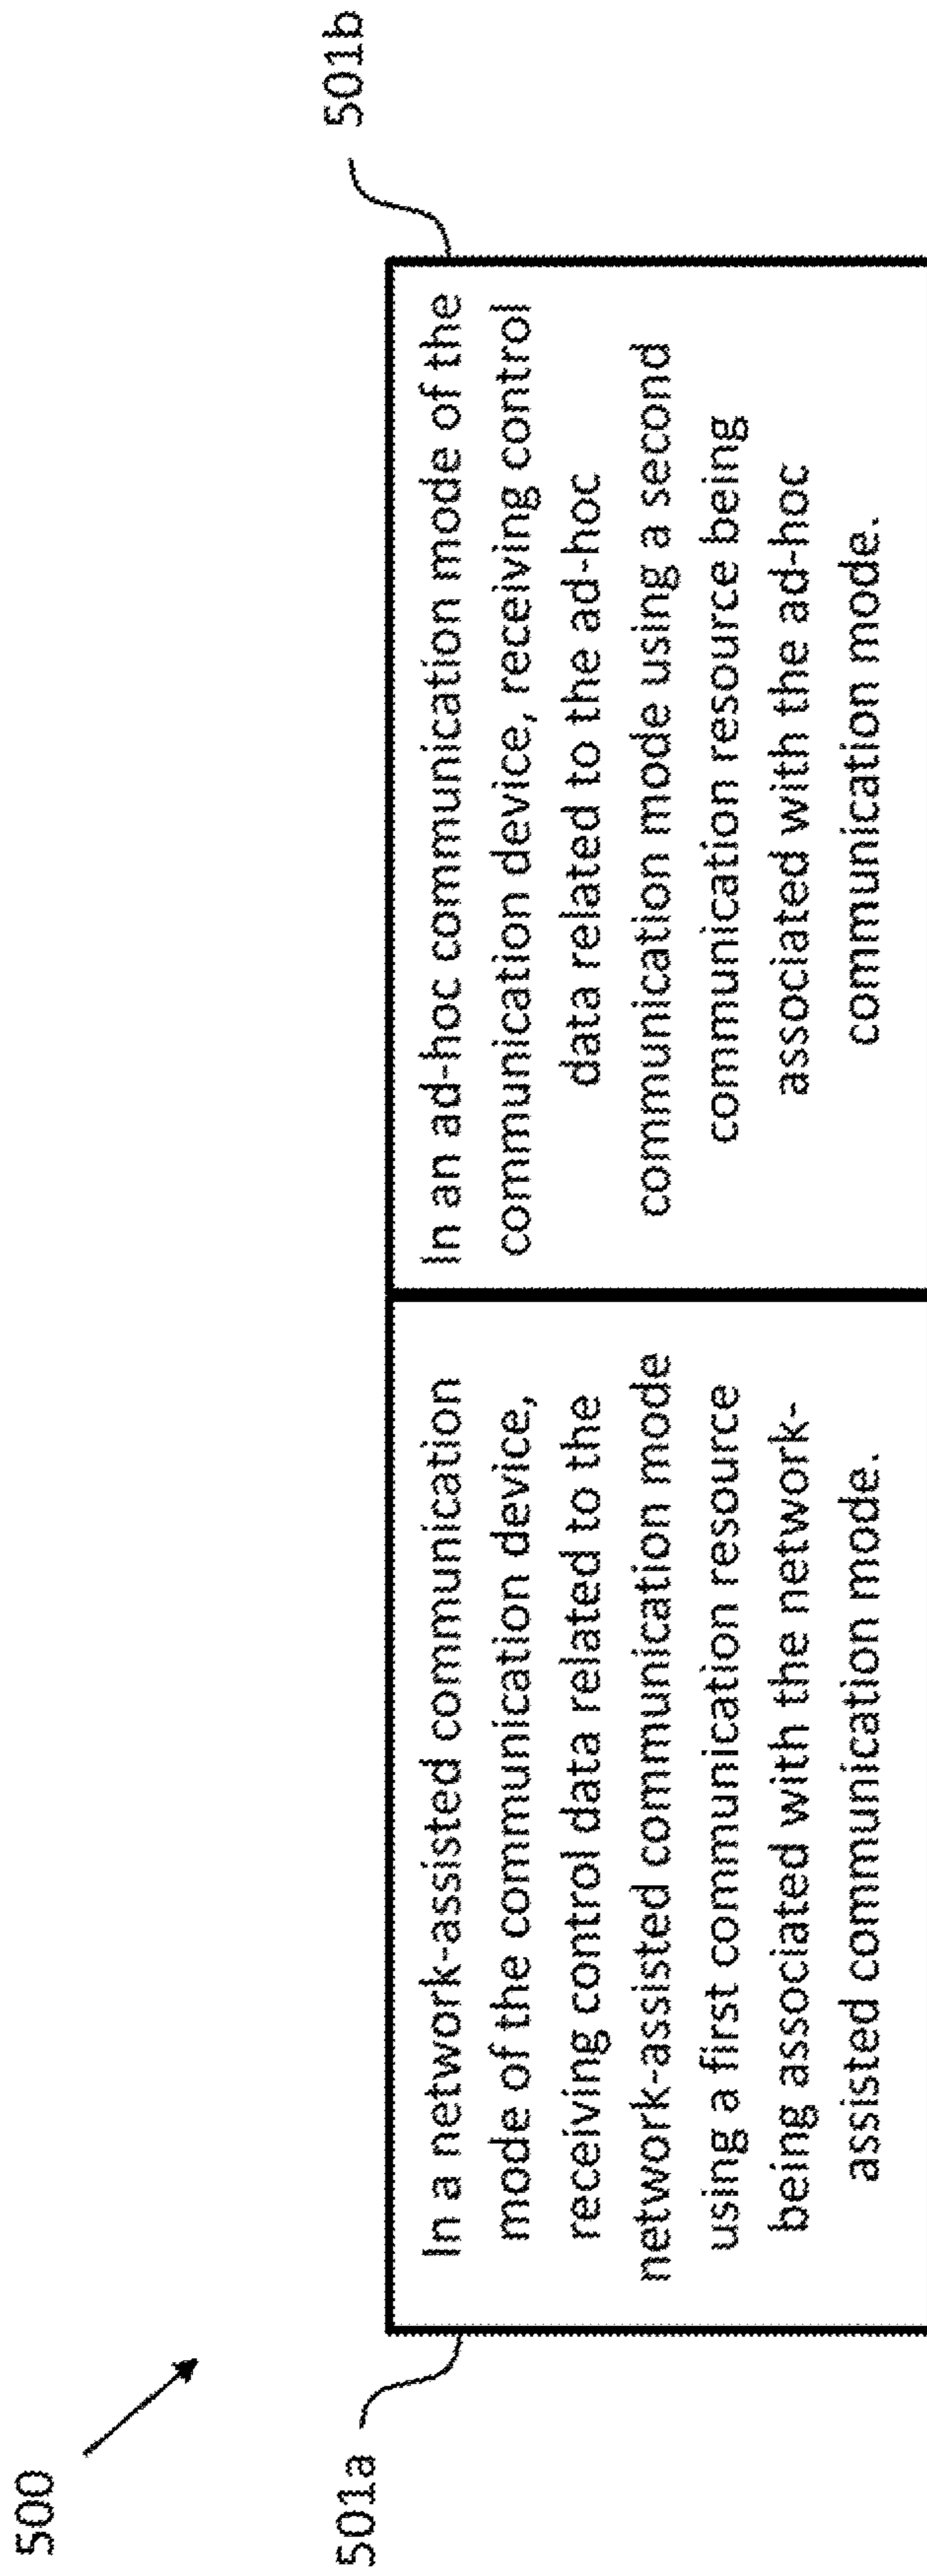 500
501a
In a network-assisted communication
mode of the communication device,
receiving control data related to the
network-assisted communication mode
using a first communication resource
being associated with the network-
assisted communication mode.
501b
In an ad-hoc communication mode of the
communication device, receiving control
data related to the ad-hoc
communication mode using a second
communication resource being
associated with the ad-hoc
communication mode.